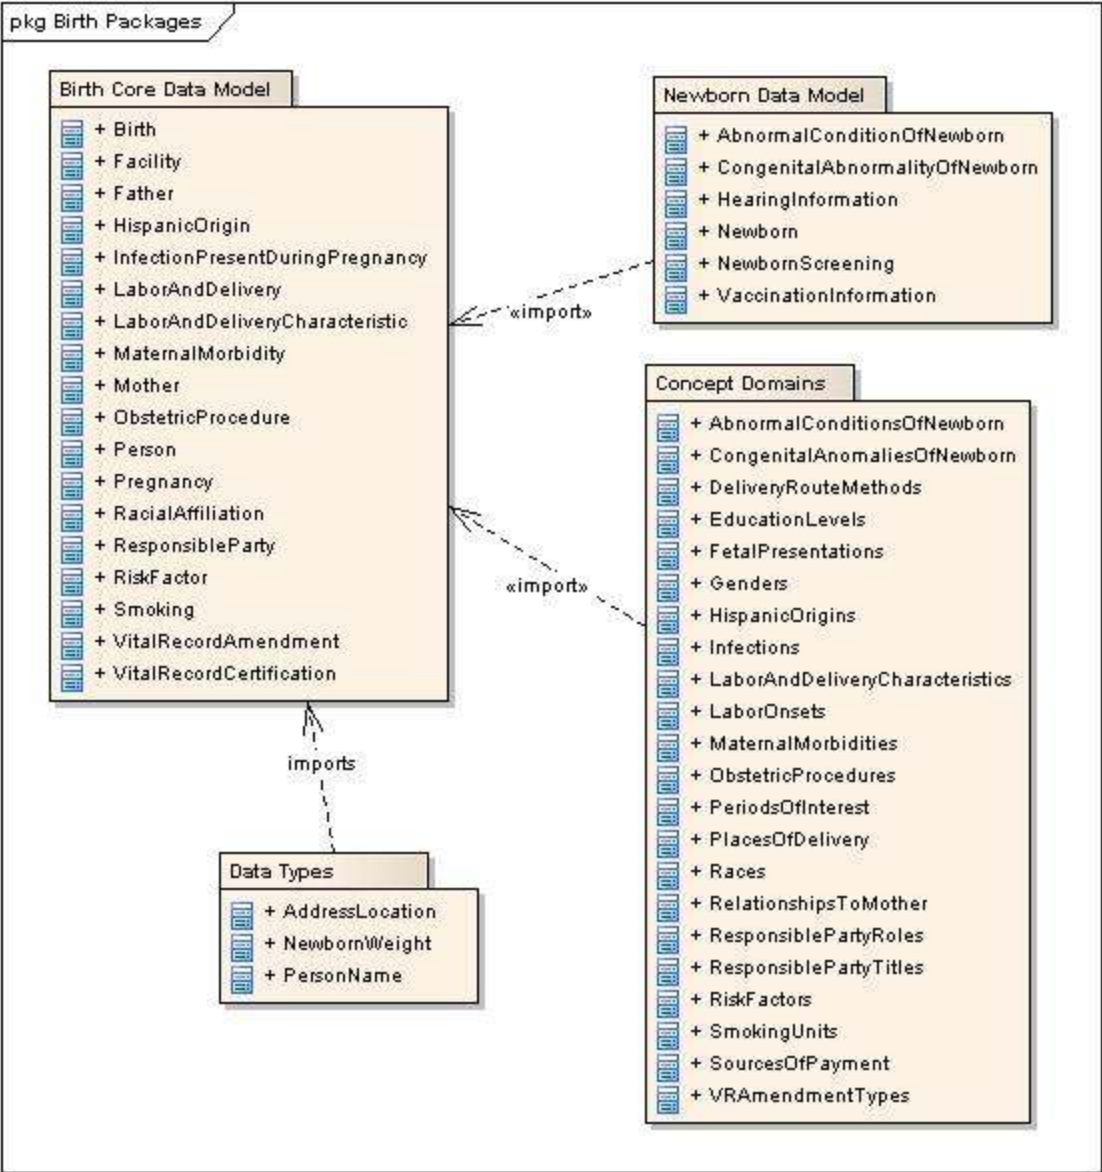 pkg Birth Packages
Birth Core Data Model
+ Birth
+ Facility
+ Father
+ HispanicOrigin
+ InfectionPresentDuringPregnancy
+ LaborAndDelivery
+ LaborAndDeliveryCharacteristic
+ MaternalMorbidity
+ Mother
+ ObstetricProcedure
+ Person
+ Pregnancy
+ RacialAffiliation
+ ResponsibleParty
+ RiskFactor
+ Smoking
+ VitalRecordAmendment
+ VitalRecordCertification
Newborn Data Model
+ AbnormalConditionOfNewborn
+ CongenitalAbnormalityOfNewborn
+ HearingInformation
+ Newborn
+ NewbornScreening
+ VaccinationInformation
«import»
Concept Domains
+ AbnormalConditionsOfNewborn
+ CongenitalAnomaliesOfNewborn
+ DeliveryRouteMethods
+ EducationLevels
+ FetalPresentations
+ Genders
+ HispanicOrigins
+ Infections
+ LaborAndDeliveryCharacteristics
+ LaborOnsets
+ MaternalMorbidities
+ ObstetricProcedures
+ PeriodsOfInterest
+ PlacesOfDelivery
+ Races
+ RelationshipsToMother
+ ResponsiblePartyRoles
+ ResponsiblePartyTitles
+ RiskFactors
+ SmokingUnits
+ SourcesOfPayment
+ VRAmendmentTypes
«import»
imports
Data Types
+ AddressLocation
+ NewbornWeight
+ PersonName